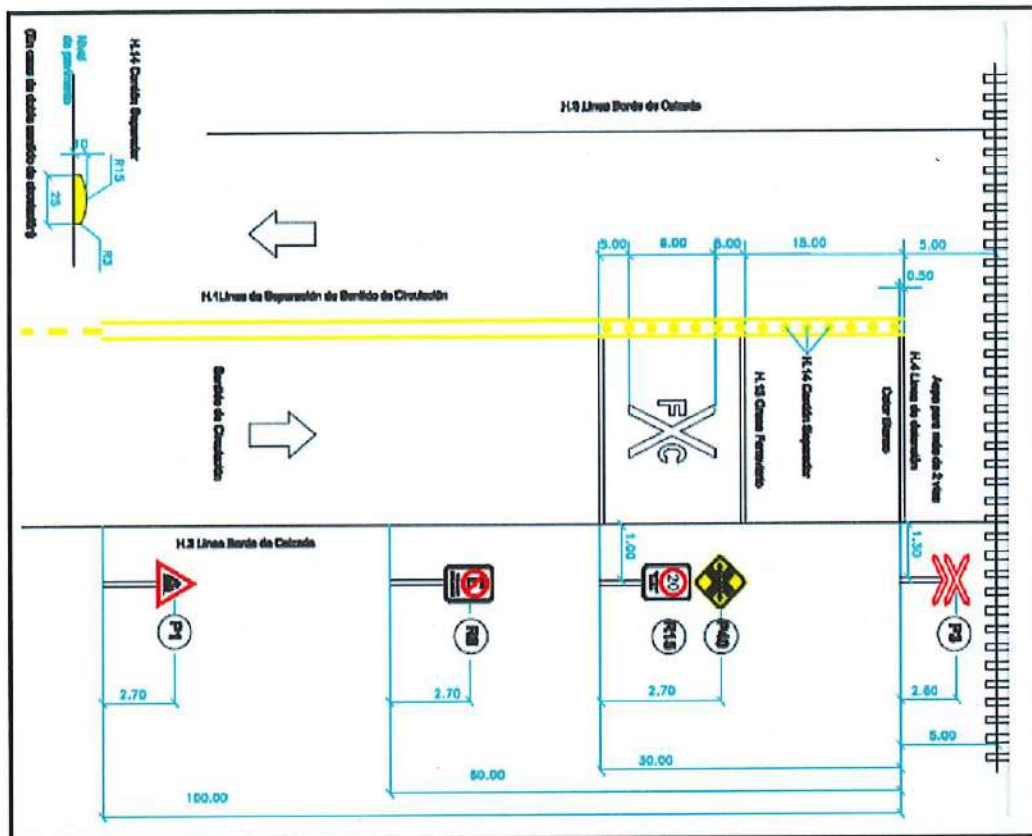 H.14 Cordón Separador
Nivel
de pavimento
10
R15
25
R3
(En caso de doble sentido de circulación)
H.3 Línea Borde de Calzada
H.1 Línea de Separación de Sentido de Circulación
Sentido de Circulación
5.00
6.00
5.00
15.00
5.00
0.50
F C
H.13 Cruce Ferroviario
H.14 Cordón Separador
Color Blanco
H.4 Línea de detención
Aspa para más de 2 vías
H.3 Línea Borde de Calzada
1.00
1.30
20
P1
R8
R15
P40
P3
2.70
2.70
2.70
2.60
5.00
30.00
50.00
100.00